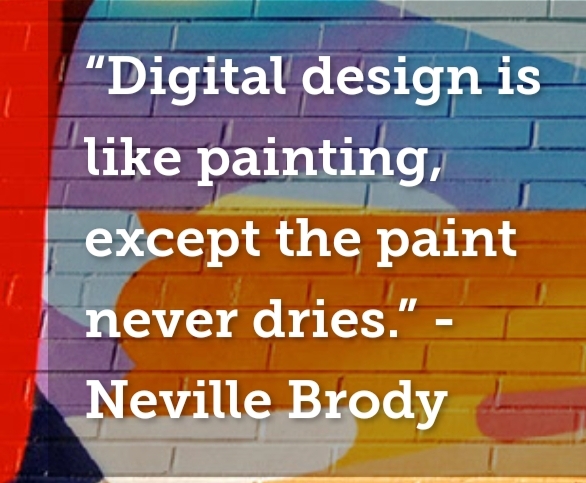 “Digital design is
like painting,
except the paint
never dries.” -
Neville Brody